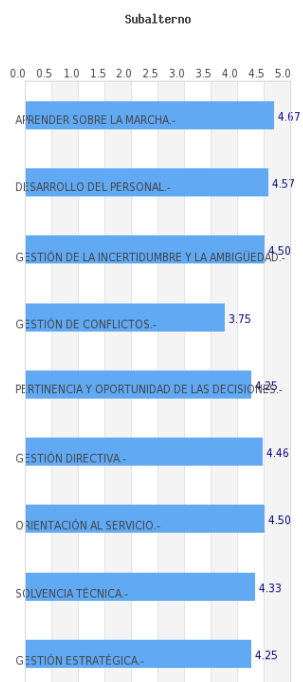 Subalterno
0.0 0.5 1.0 1.5 2.0 2.5 3.0 3.5 4.0 4.5 5.0
APRENDER SOBRE LA MARCHA.- 4.67
DESARROLLO DEL PERSONAL.- 4.57
GESTIÓN DE LA INCERTIDUMBRE Y LA AMBIGÜEDAD.- 4.50
GESTIÓN DE CONFLICTOS.- 3.75
PERTINENCIA Y OPORTUNIDAD DE LAS DECISIONES.- 4.25
GESTIÓN DIRECTIVA.- 4.46
ORIENTACIÓN AL SERVICIO.- 4.50
SOLVENCIA TÉCNICA.- 4.33
GESTIÓN ESTRATÉGICA.- 4.25